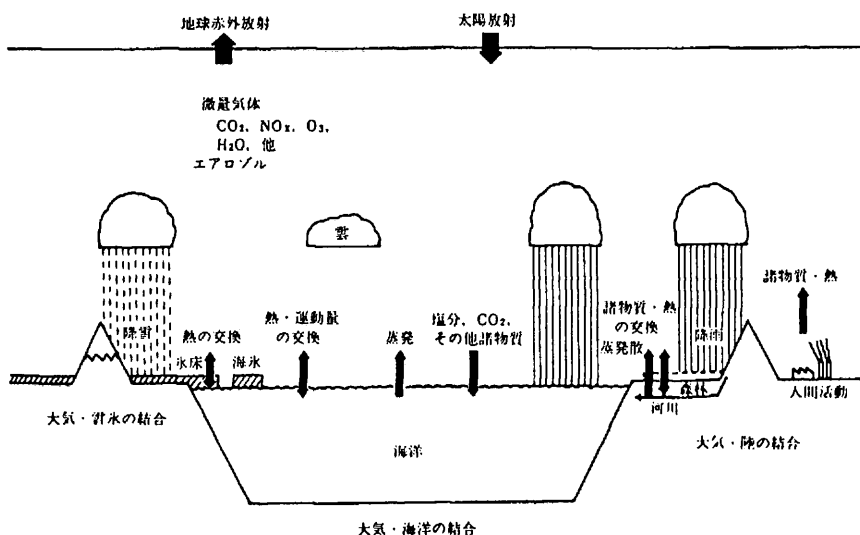 地球赤外放射
太陽放射
微量気体
CO₂, NOx, O₃,
H₂O, 他
エアロゾル
雲
降雪
熱の交換
氷床
海氷
熱・運動量
の交換
蒸発
塩分, CO₂,
その他諸物質
諸物質・熱
の交換
蒸発散
降雨
諸物質・熱
森林
河川
人間活動
大気・雪氷の結合
海洋
大気・陸の結合
大気・海洋の結合